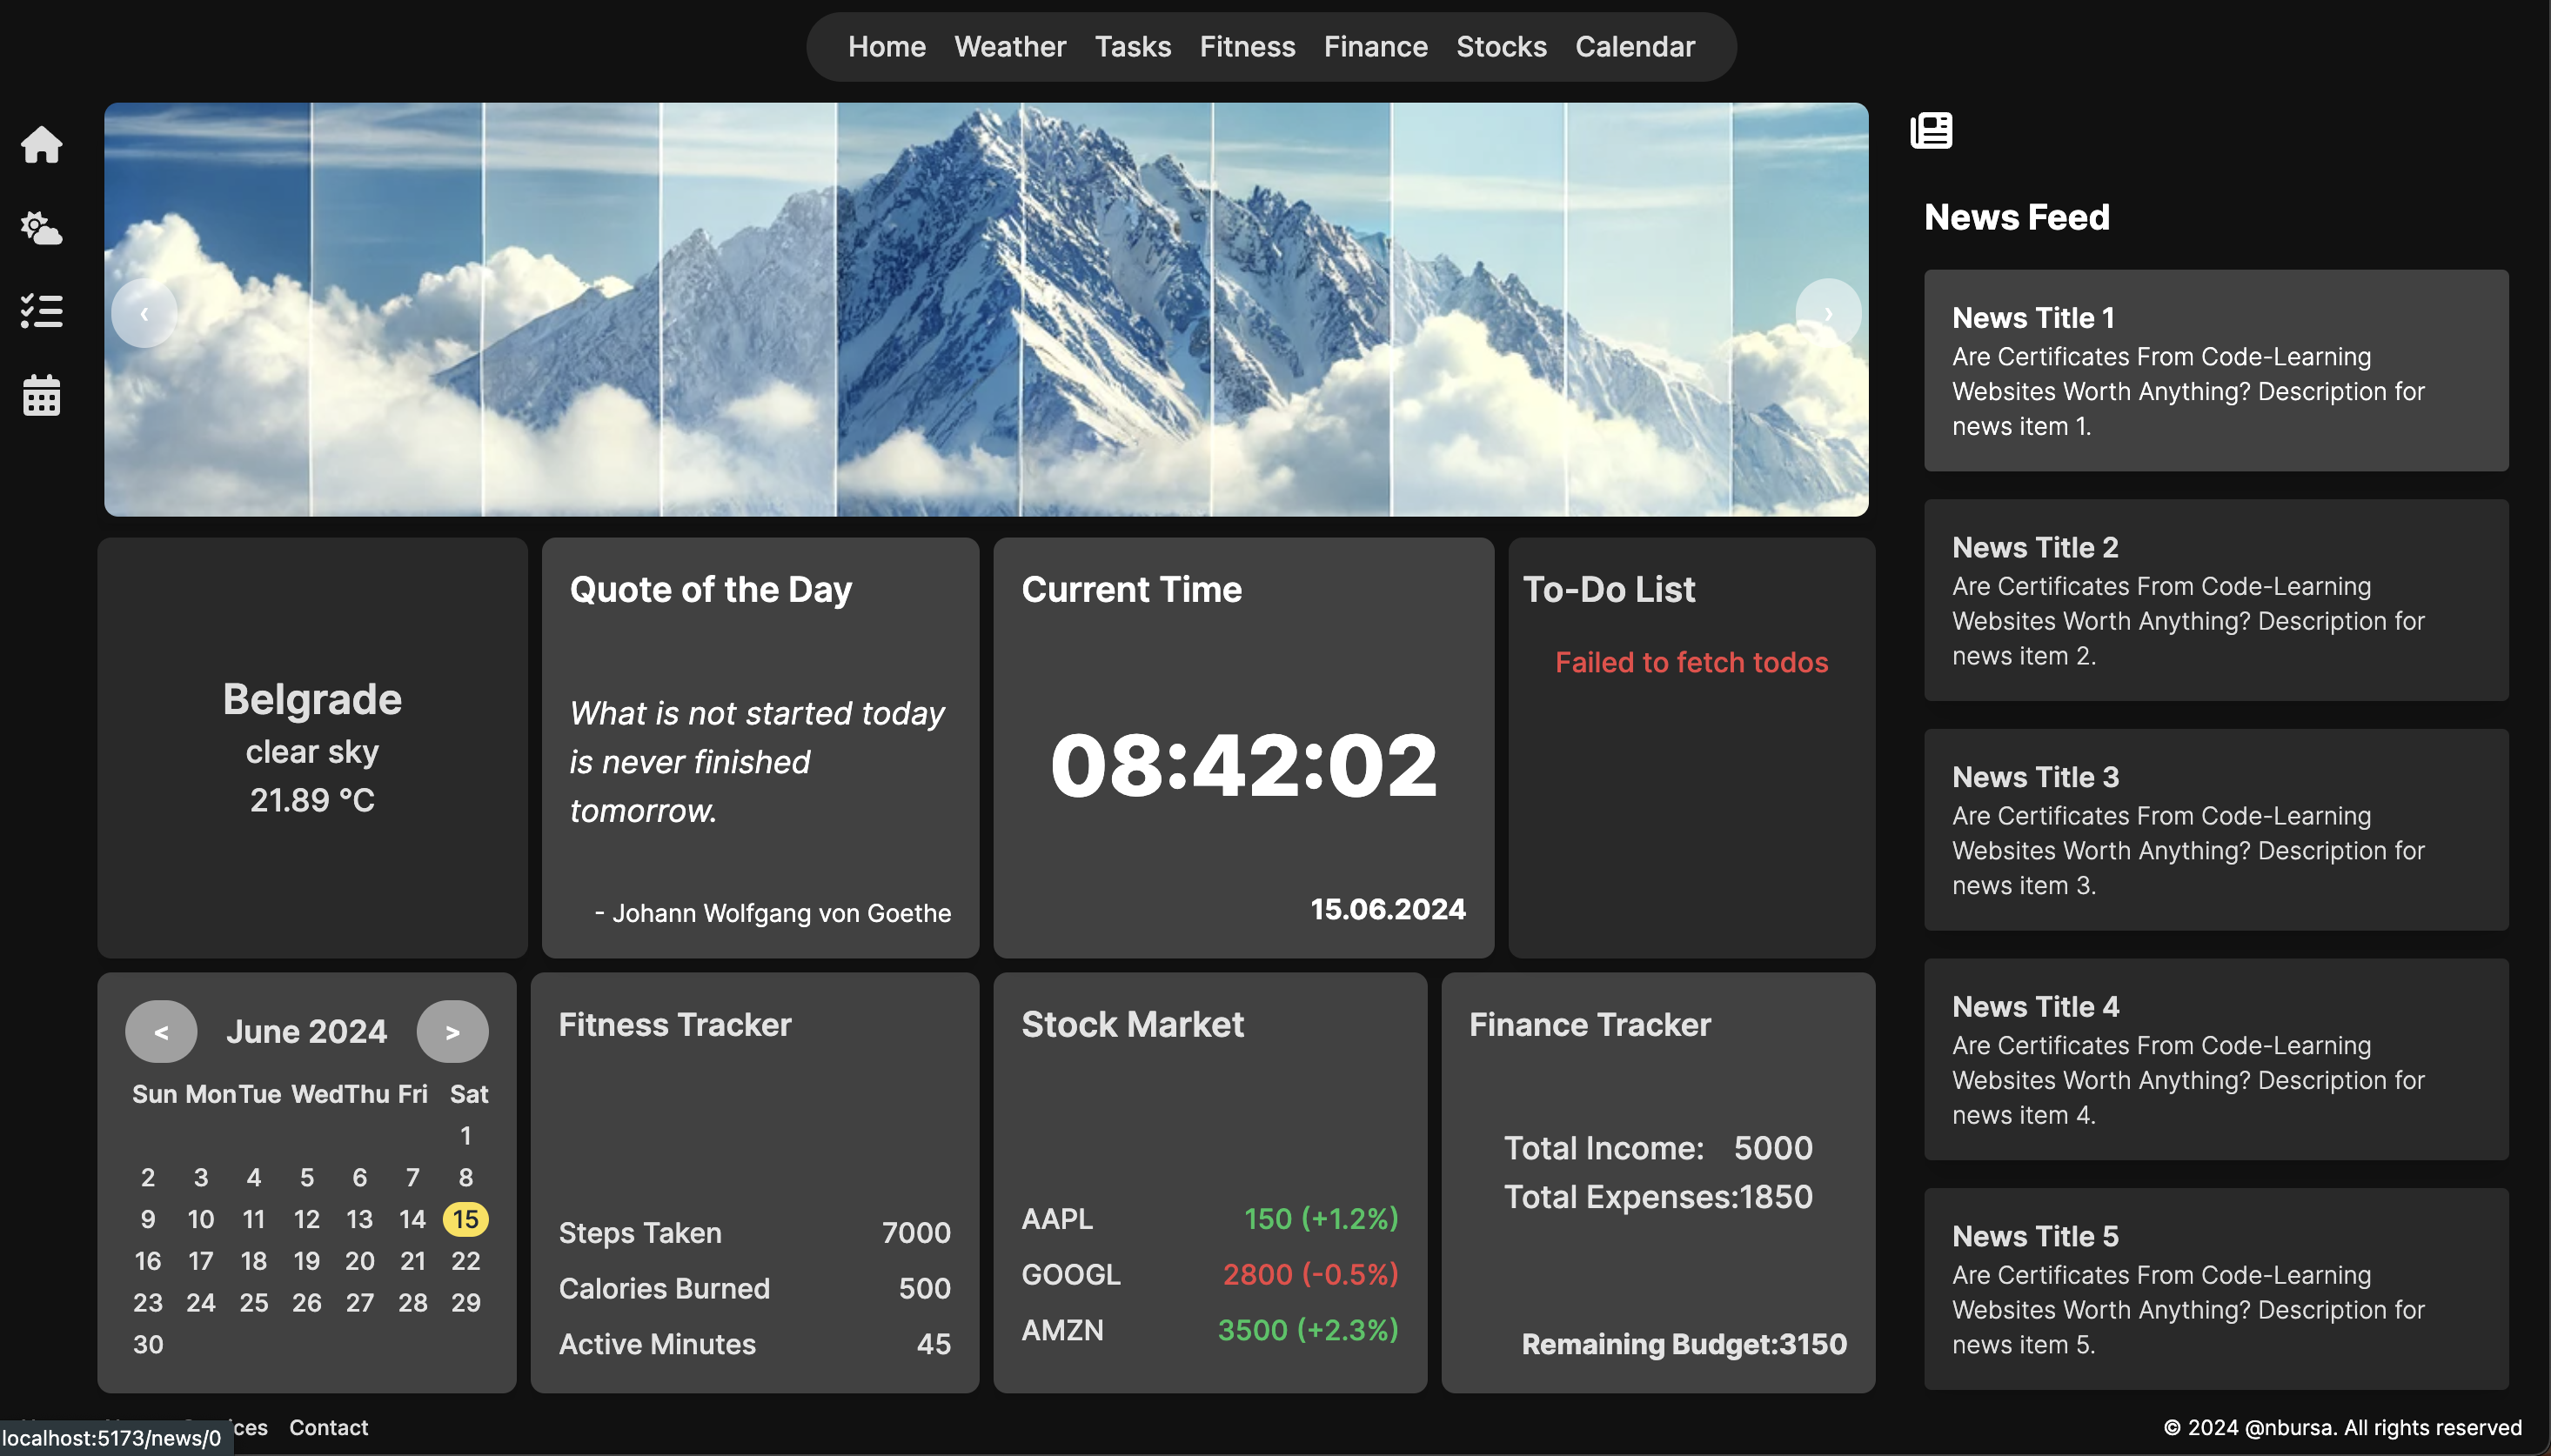 Home Weather Tasks Fitness Finance Stocks Calendar
‹
›
News Feed
News Title 1
Are Certificates From Code-Learning
Websites Worth Anything? Description for
news item 1.
News Title 2
Are Certificates From Code-Learning
Websites Worth Anything? Description for
news item 2.
News Title 3
Are Certificates From Code-Learning
Websites Worth Anything? Description for
news item 3.
News Title 4
Are Certificates From Code-Learning
Websites Worth Anything? Description for
news item 4.
News Title 5
Are Certificates From Code-Learning
Websites Worth Anything? Description for
news item 5.
Belgrade
clear sky
21.89 °C
Quote of the Day
What is not started today
is never finished
tomorrow.
- Johann Wolfgang von Goethe
Current Time
08:42:02
15.06.2024
To-Do List
Failed to fetch todos
< June 2024 >
Sun Mon Tue Wed Thu Fri Sat
1
2 3 4 5 6 7 8
9 10 11 12 13 14 15
16 17 18 19 20 21 22
23 24 25 26 27 28 29
30
Fitness Tracker
Steps Taken 7000
Calories Burned 500
Active Minutes 45
Stock Market
AAPL 150 (+1.2%)
GOOGL 2800 (-0.5%)
AMZN 3500 (+2.3%)
Finance Tracker
Total Income: 5000
Total Expenses:1850
Remaining Budget:3150
Contact
localhost:5173/news/0
© 2024 @nbursa. All rights reserved